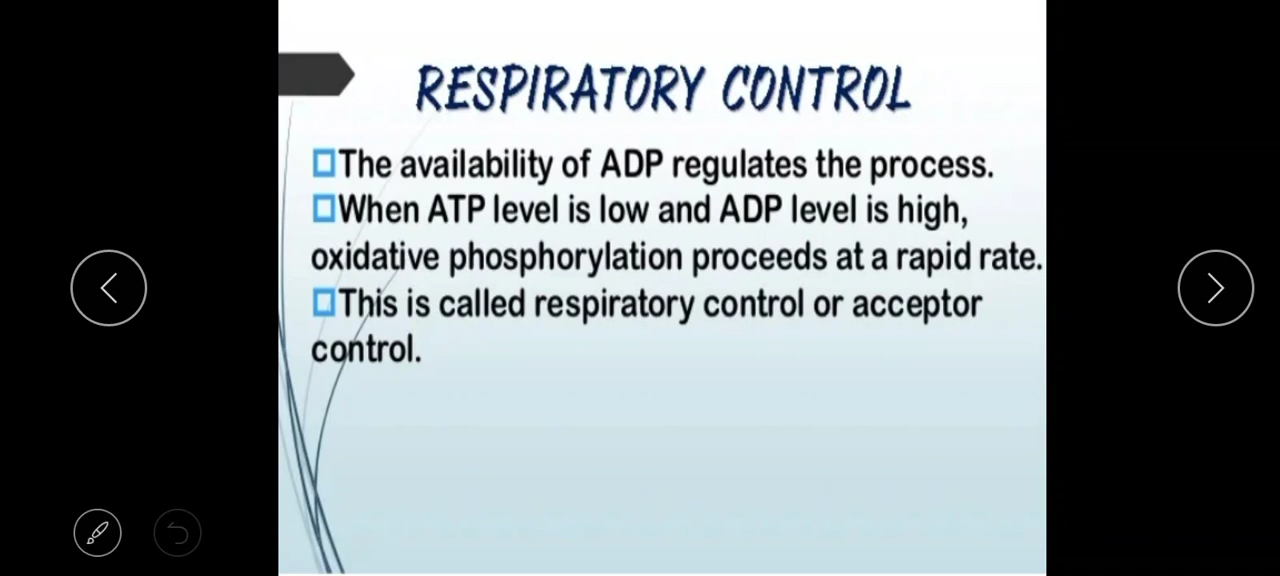 RESPIRATORY CONTROL
The availability of ADP regulates the process.
When ATP level is low and ADP level is high,
oxidative phosphorylation proceeds at a rapid rate.
This is called respiratory control or acceptor
control.